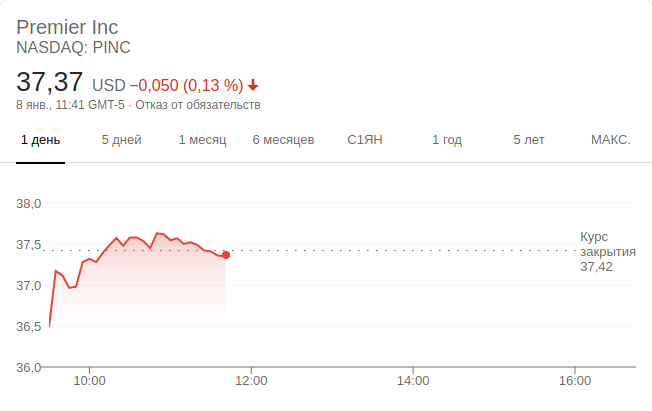 Premier Inc
NASDAQ: PINC
37,37 USD −0,050 (0,13 %)
8 янв., 11:41 GMT-5 · Отказ от обязательств
1 день 5 дней 1 месяц 6 месяцев С1ЯН 1 год 5 лет МАКС.
38,0
37,5
37,0
36,5
36,0
Курс
закрытия
37,42
10:00 12:00 14:00 16:00